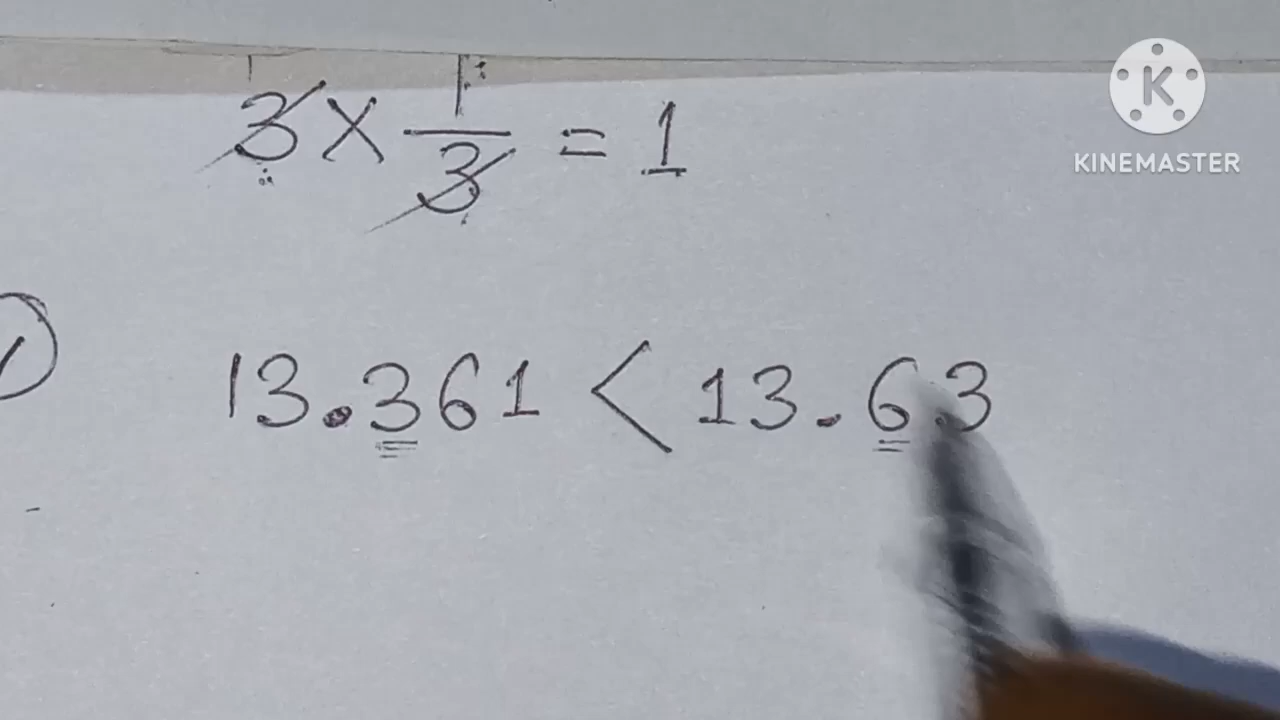 K
KINEMASTER
3 × 1/3 = 1
13.361 < 13.63